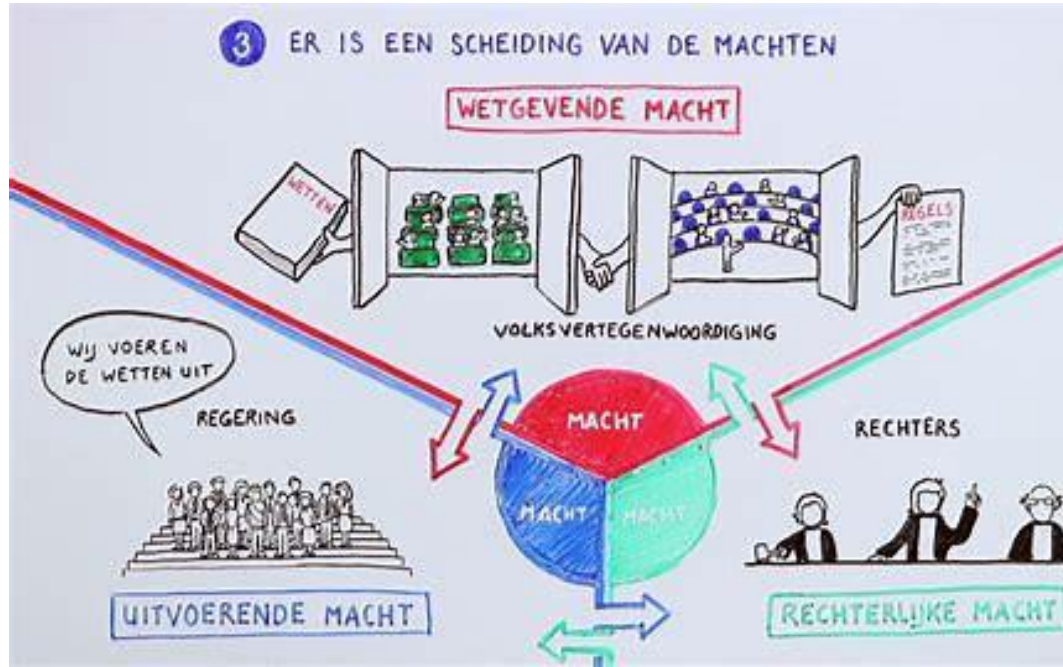 3 ER IS EEN SCHEIDING VAN DE MACHTEN
WETGEVENDE MACHT
WETTEN
REGELS
VOLKSVERTEGENWOORDIGING
WIJ VOEREN
DE WETTEN UIT
REGERING
MACHT
RECHTERS
MACHT
MACHT
UITVOERENDE MACHT
RECHTERLIJKE MACHT